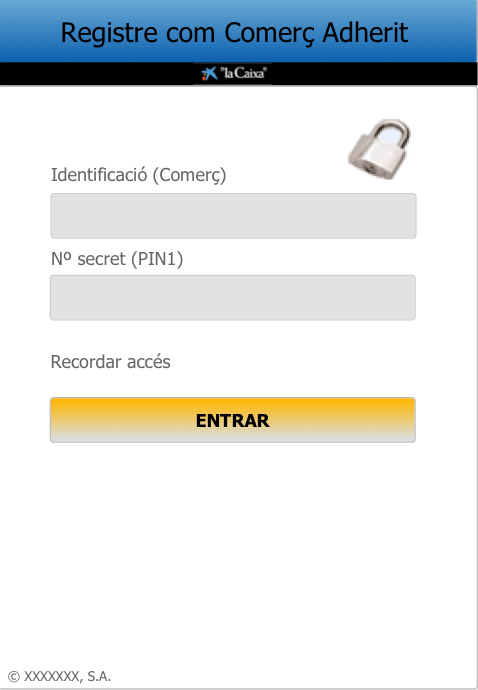 Registre com Comerç Adherit
"la Caixa"
Identificació (Comerç)
Nº secret (PIN1)
Recordar accés
ENTRAR
© XXXXXXX, S.A.